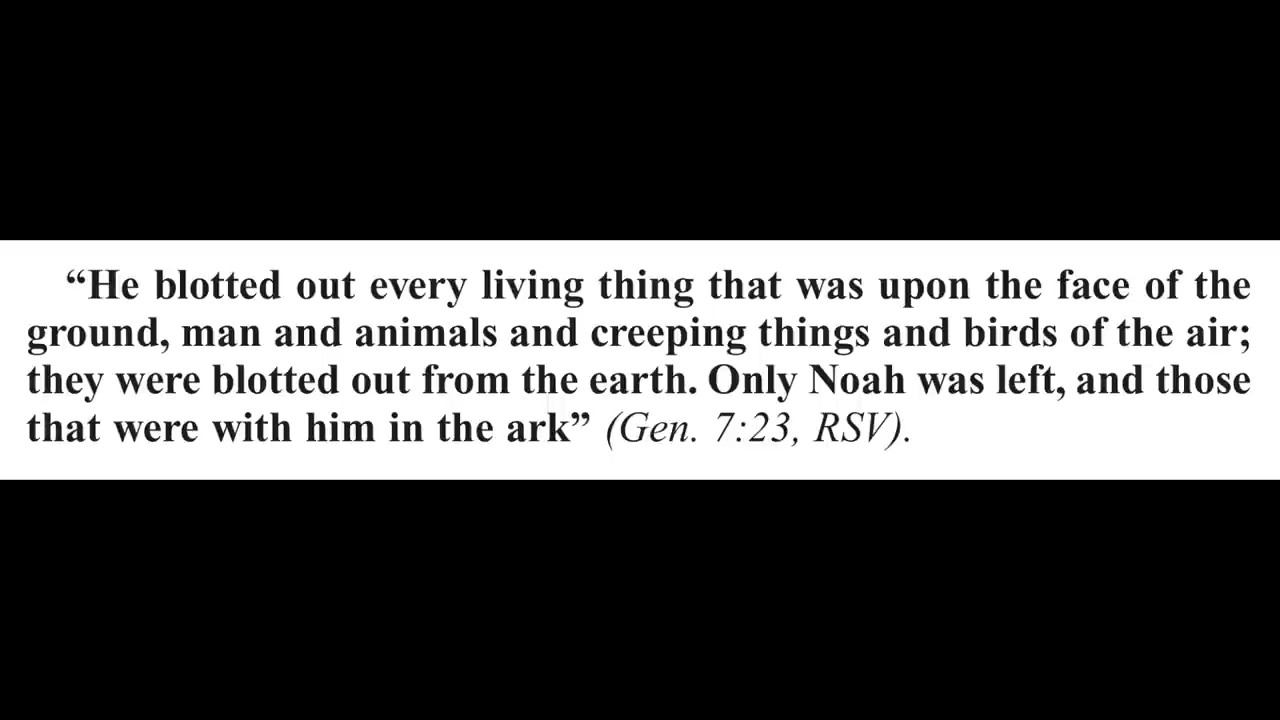 “He blotted out every living thing that was upon the face of the
ground, man and animals and creeping things and birds of the air;
they were blotted out from the earth. Only Noah was left, and those
that were with him in the ark” (Gen. 7:23, RSV).